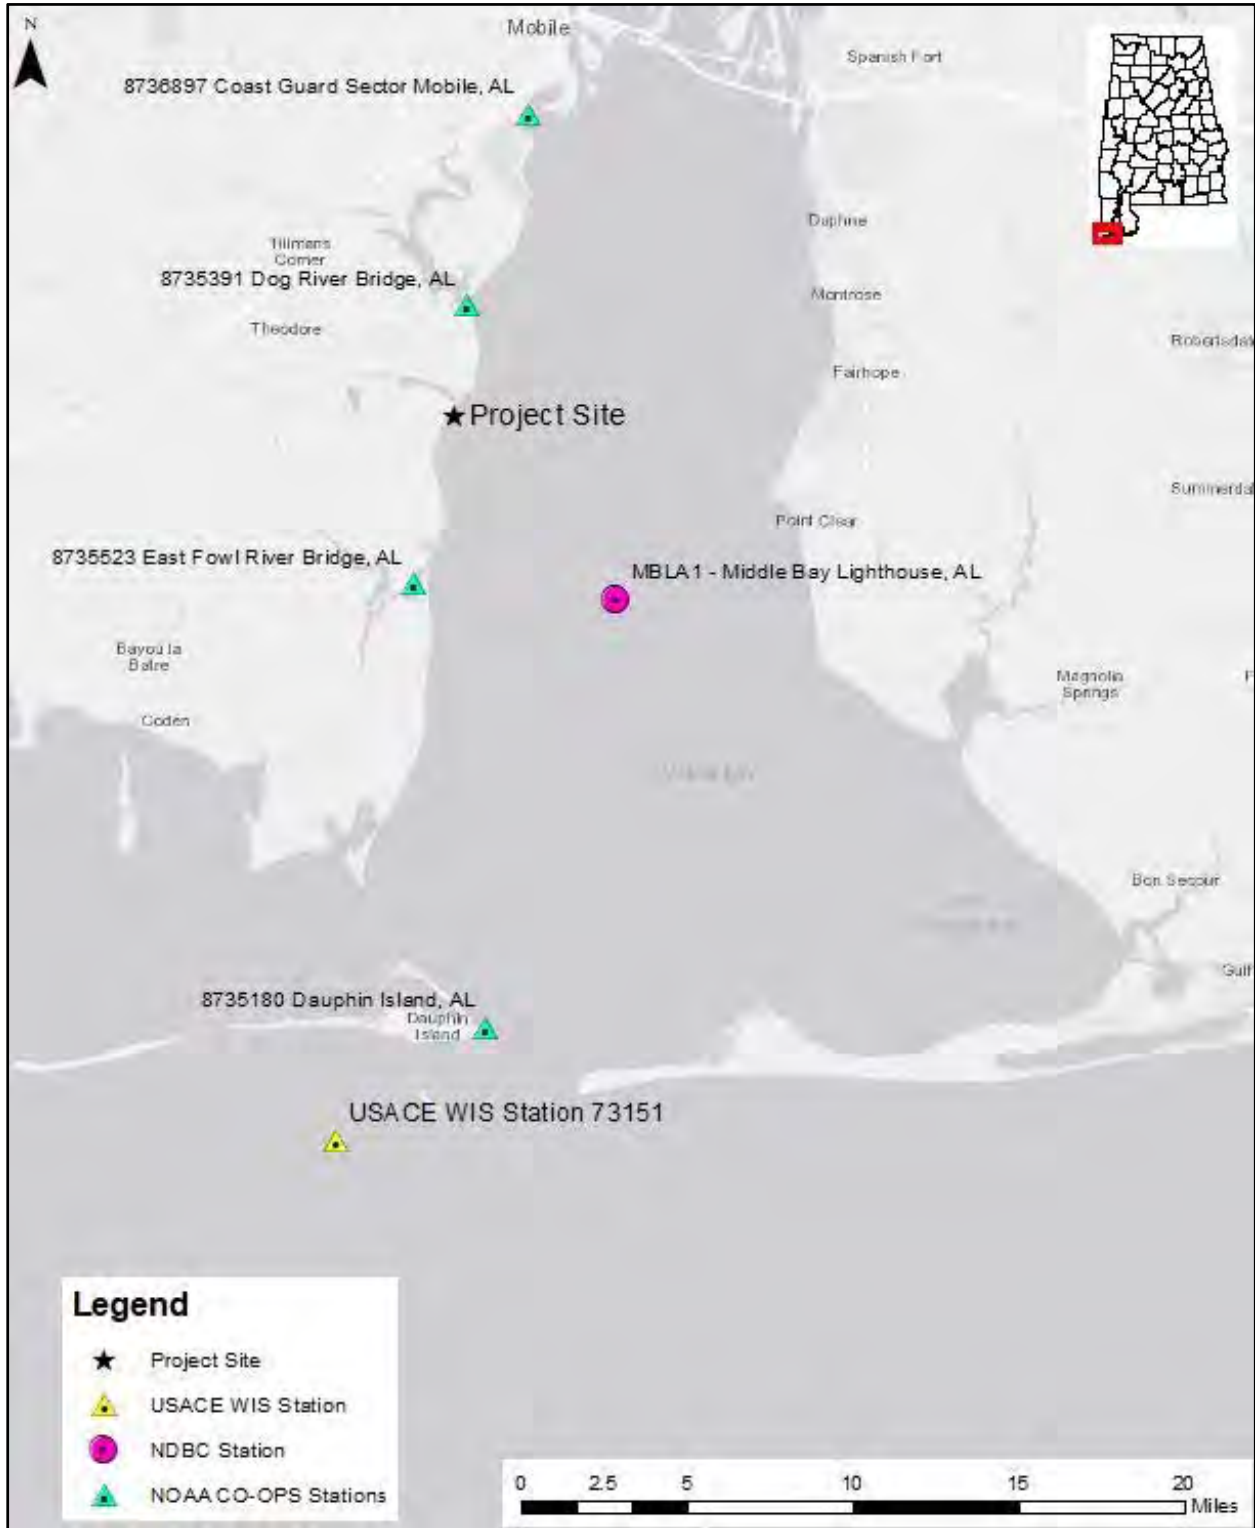 N
Mobile
Spanish Fort
8736897 Coast Guard Sector Mobile, AL
Daphne
Tillmans
Corner
8735391 Dog River Bridge, AL
Montrose
Theodore
Robertsdal
Fairhope
Project Site
Summerdal
Point Clear
8735523 East Fowl River Bridge, AL
MBLA1 - Middle Bay Lighthouse, AL
Bayou la
Batre
Magnolia
Springs
F
Coden
Bon Secour
Gulf
8735180 Dauphin Island, AL
Dauphin
Island
USACE WIS Station 73151
Legend
Project Site
USACE WIS Station
NDBC Station
NOAA CO-OPS Stations
0 2.5 5 10 15 20
Miles